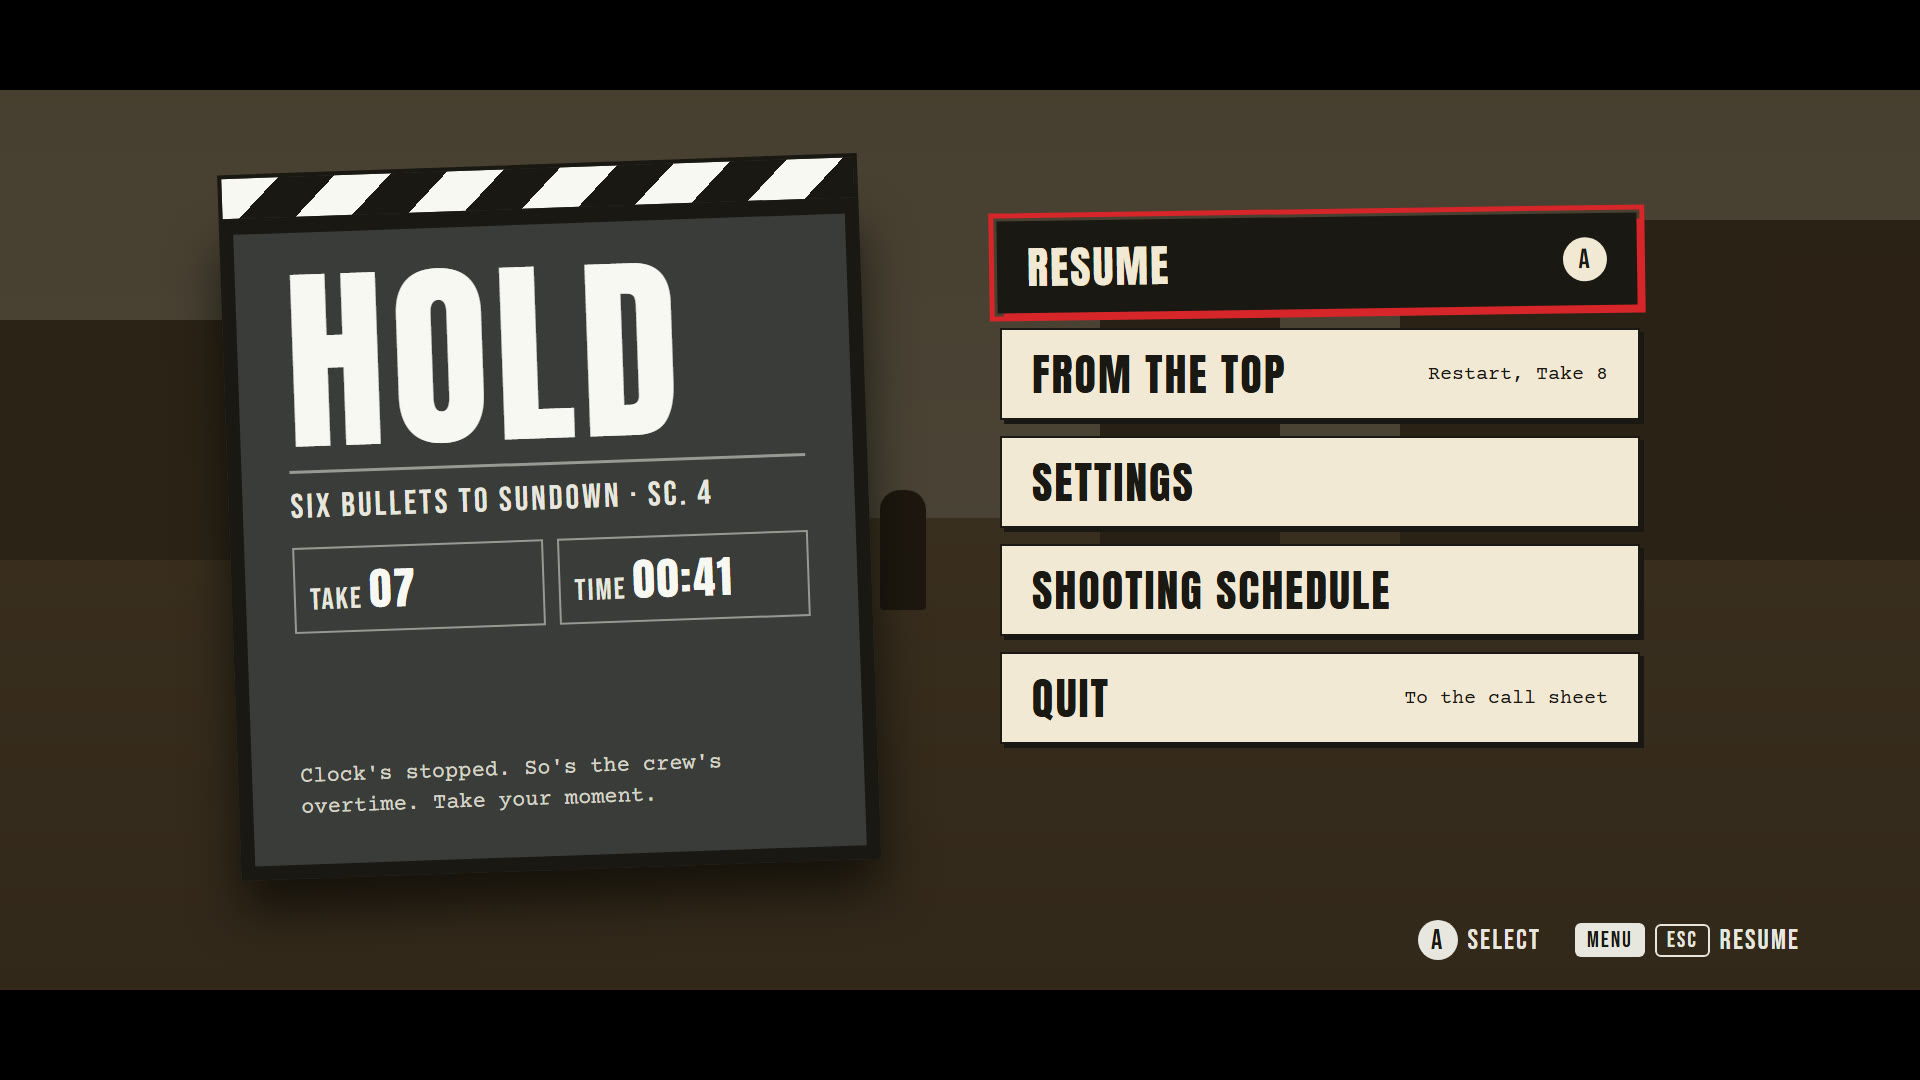 HOLD
SIX BULLETS TO SUNDOWN · SC. 4
TAKE 07
TIME 00:41
Clock's stopped. So's the crew's
overtime. Take your moment.
RESUME A
FROM THE TOP Restart, Take 8
SETTINGS
SHOOTING SCHEDULE
QUIT To the call sheet
A SELECT MENU ESC RESUME